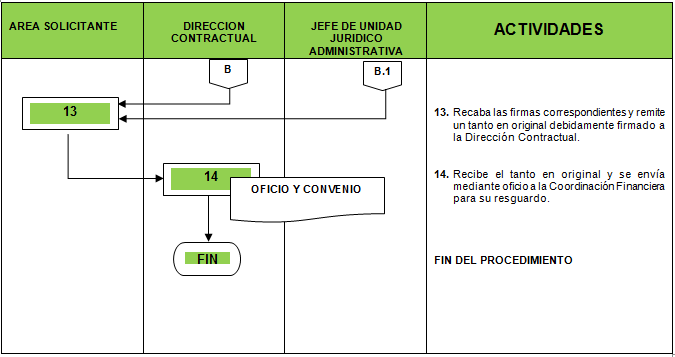 AREA SOLICITANTE
DIRECCION
CONTRACTUAL
JEFE DE UNIDAD
JURIDICO
ADMINISTRATIVA
ACTIVIDADES
B
B.1
13
14
OFICIO Y CONVENIO
FIN
13. Recaba las firmas correspondientes y remite
un tanto en original debidamente firmado a
la Dirección Contractual.
14. Recibe el tanto en original y se envía
mediante oficio a la Coordinación Financiera
para su resguardo.
FIN DEL PROCEDIMIENTO